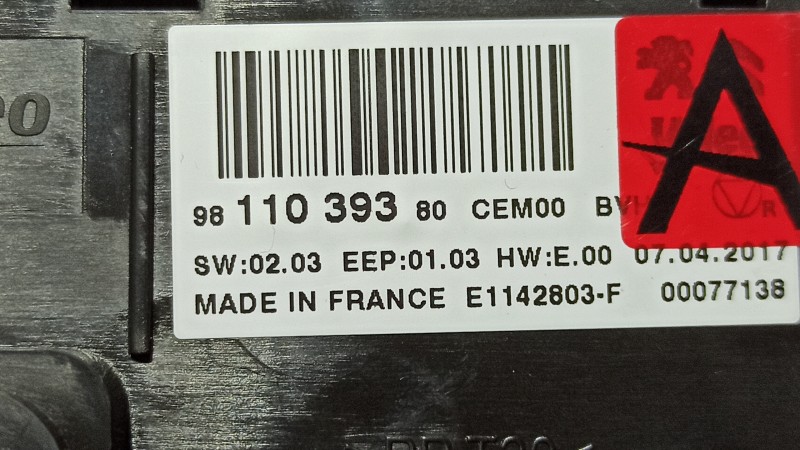 A
98 110 393 80 CEM00
SW:02.03 EEP:01.03 HW:E.00 07.04.2017
MADE IN FRANCE E1142803-F 00077138